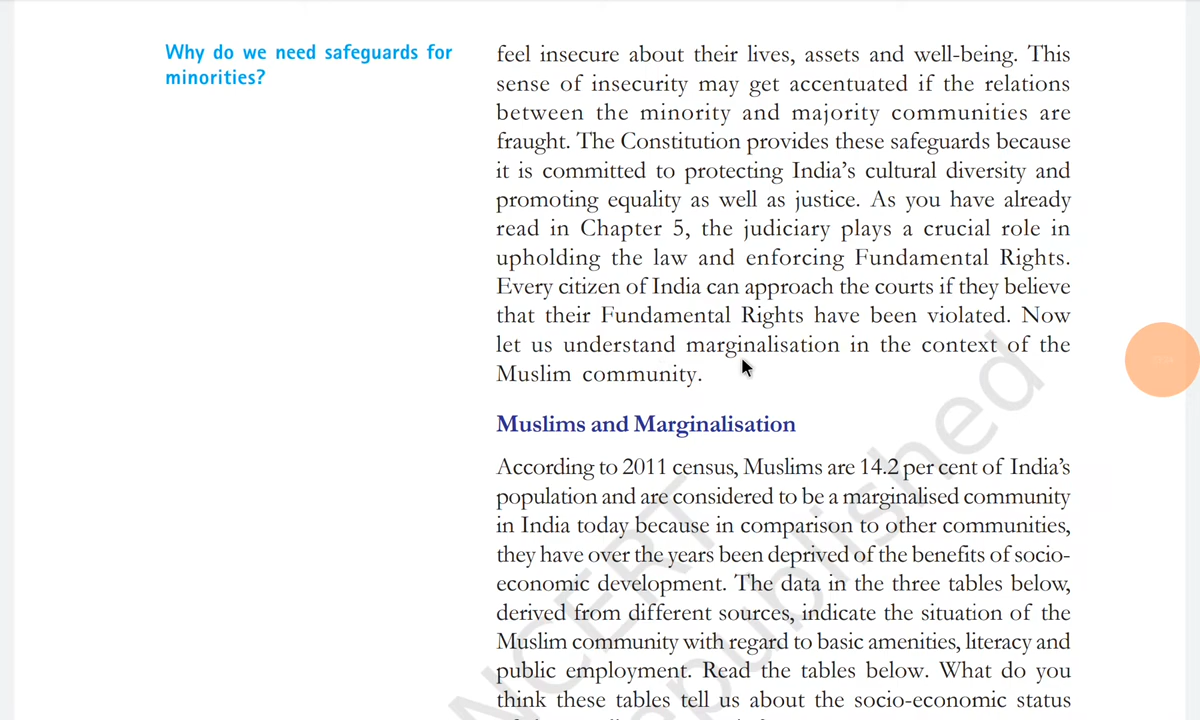 Why do we need safeguards for
minorities?
feel insecure about their lives, assets and well-being. This
sense of insecurity may get accentuated if the relations
between the minority and majority communities are
fraught. The Constitution provides these safeguards because
it is committed to protecting India's cultural diversity and
promoting equality as well as justice. As you have already
read in Chapter 5, the judiciary plays a crucial role in
upholding the law and enforcing Fundamental Rights.
Every citizen of India can approach the courts if they believe
that their Fundamental Rights have been violated. Now
let us understand marginalisation in the context of the
Muslim community.
Muslims and Marginalisation
According to 2011 census, Muslims are 14.2 per cent of India's
population and are considered to be a marginalised community
in India today because in comparison to other communities,
they have over the years been deprived of the benefits of socio-
economic development. The data in the three tables below,
derived from different sources, indicate the situation of the
Muslim community with regard to basic amenities, literacy and
public employment. Read the tables below. What do you
think these tables tell us about the socio-economic status
NCERT
republished